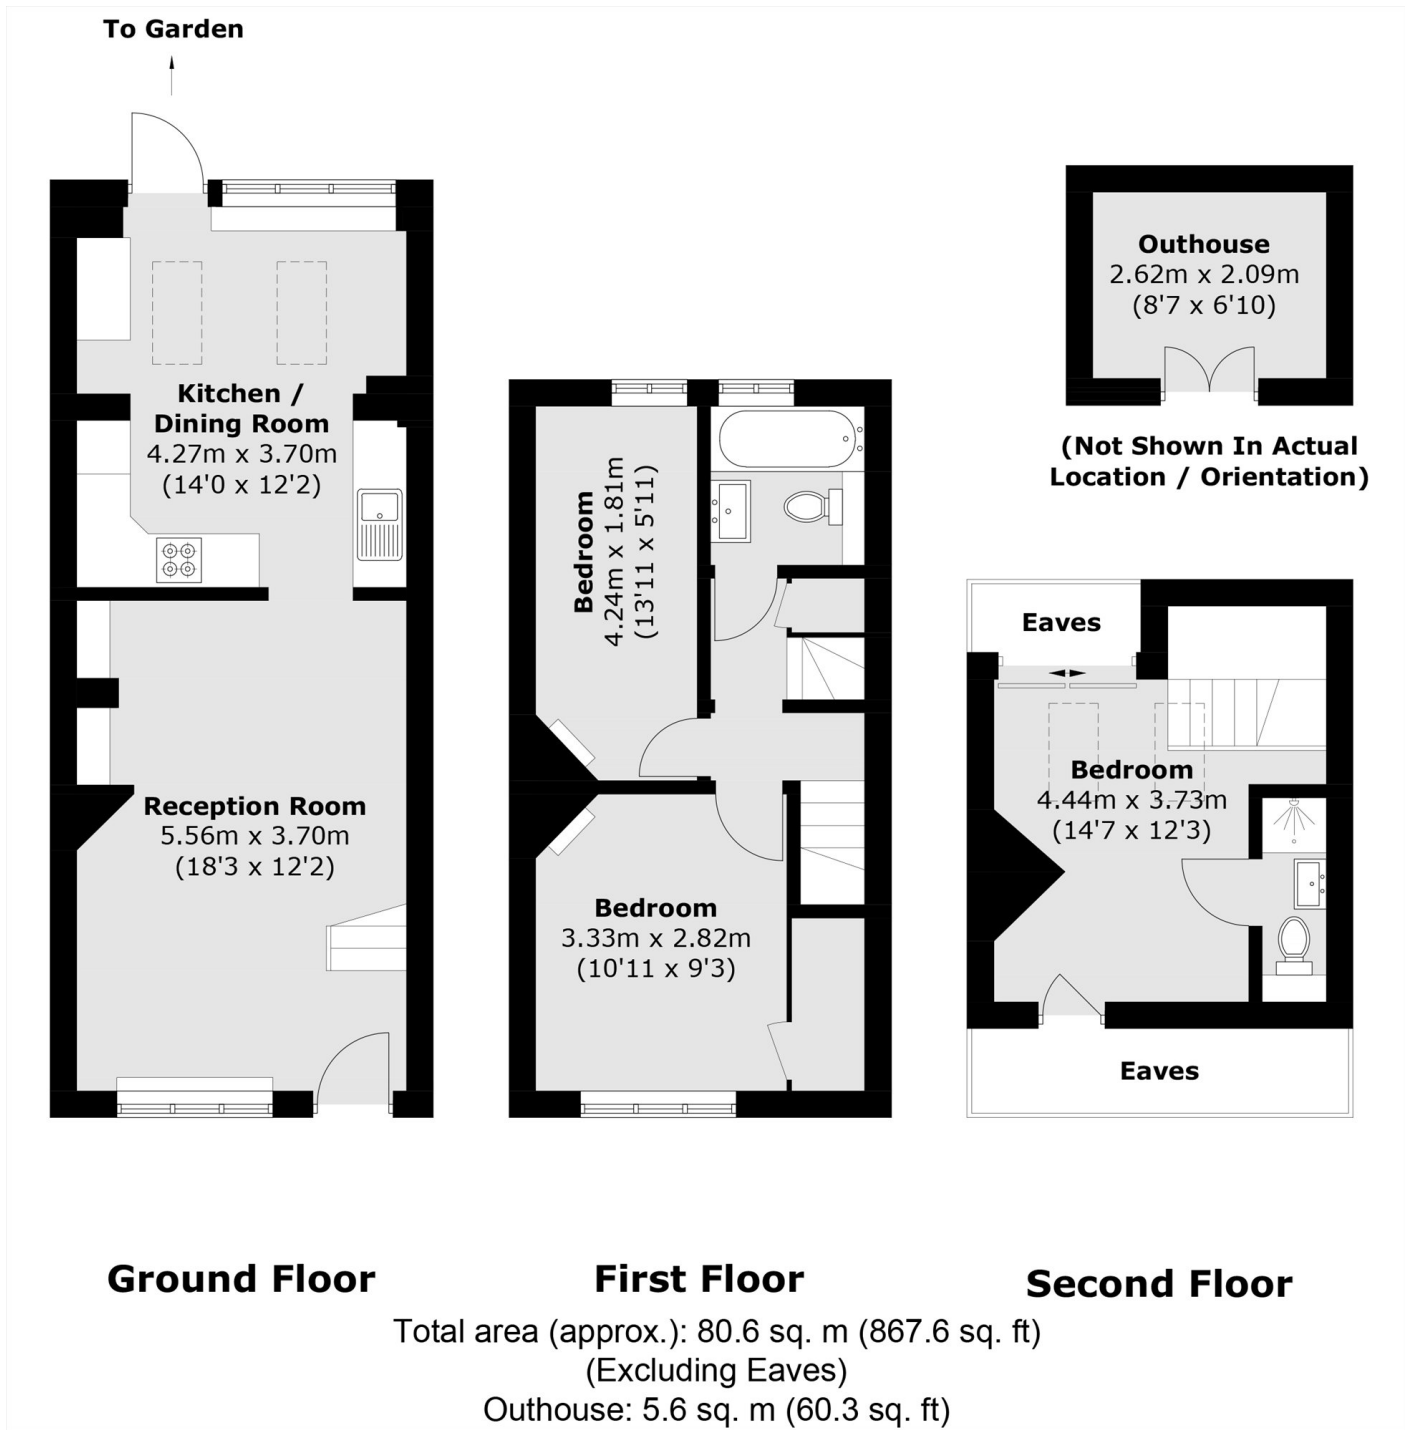 To Garden
Kitchen /
Dining Room
4.27m x 3.70m
(14'0 x 12'2)
Reception Room
5.56m x 3.70m
(18'3 x 12'2)
Ground Floor
Bedroom
4.24m x 1.81m
(13'11 x 5'11)
Bedroom
3.33m x 2.82m
(10'11 x 9'3)
First Floor
Outhouse
2.62m x 2.09m
(8'7 x 6'10)
(Not Shown In Actual
Location / Orientation)
Eaves
Bedroom
4.44m x 3.73m
(14'7 x 12'3)
Eaves
Second Floor
Total area (approx.): 80.6 sq. m (867.6 sq. ft)
(Excluding Eaves)
Outhouse: 5.6 sq. m (60.3 sq. ft)